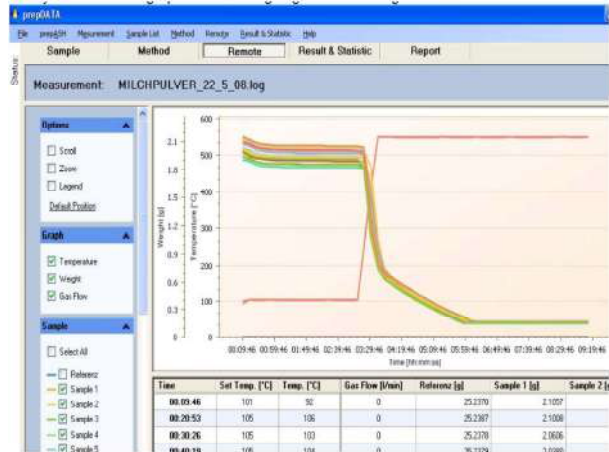 prepDATA
File prepASH Measurement Sample List Method Remote Result & Statistic Help
Status:
Sample Method Remote Result & Statistic Report
Measurement: MILCHPULVER_22_5_08.log
Options
Scroll
Zoom
Legend
Default Position
Graph
Temperature
Weight
Gas Flow
Sample
Select All
Referenz
Sample 1
Sample 2
Sample 3
Sample 4
Sample 5
Weight [g]
2.1
1.8
1.5
1.2
0.9
0.6
0.3
0
Temperature [°C]
600
500
400
300
200
100
0
00:09:46 00:59:46 01:49:46 02:39:46 03:29:46 04:19:46 05:09:46 05:59:46 06:49:46 07:39:46 08:29:46 09:19:46
Time [hh:mm:ss]
Time Set Temp. [°C] Temp. [°C] Gas Flow [l/min] Referenz [g] Sample 1 [g] Sample 2 [g
00:09:46 101 92 0 25.2370 2.1057
00:20:53 105 106 0 25.2387 2.1008
00:30:26 105 103 0 25.2378 2.0606
00:40:19 105 104 0 25.2379